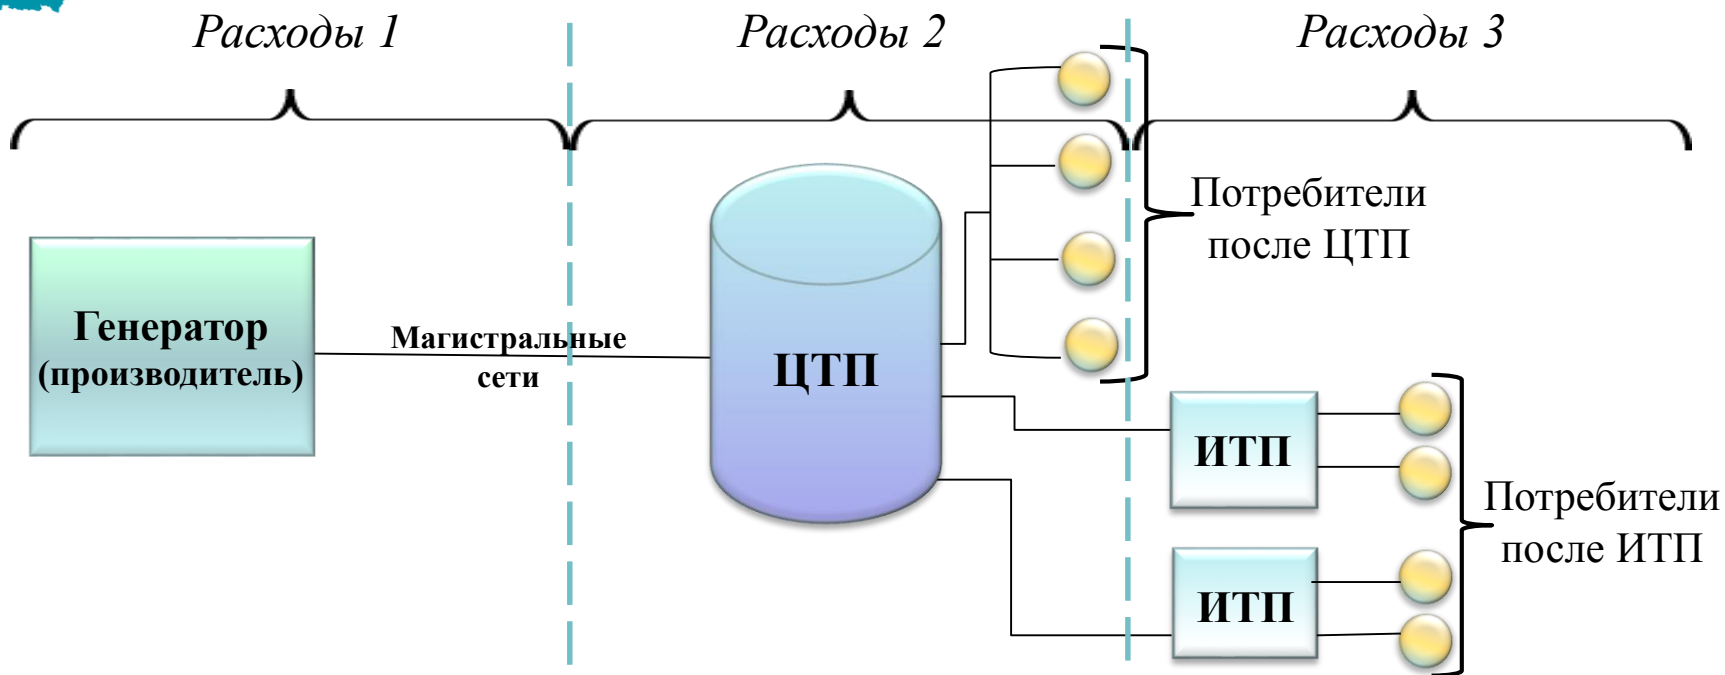 Расходы 1
Расходы 2
Расходы 3
Потребители
после ЦТП
Генератор
(производитель)
Магистральные
сети
ЦТП
ИТП
ИТП
Потребители
после ИТП